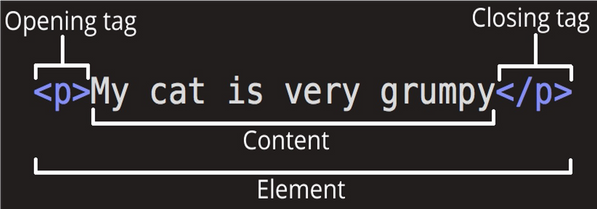 Opening tag
Closing tag
<p>My cat is very grumpy</p>
Content
Element